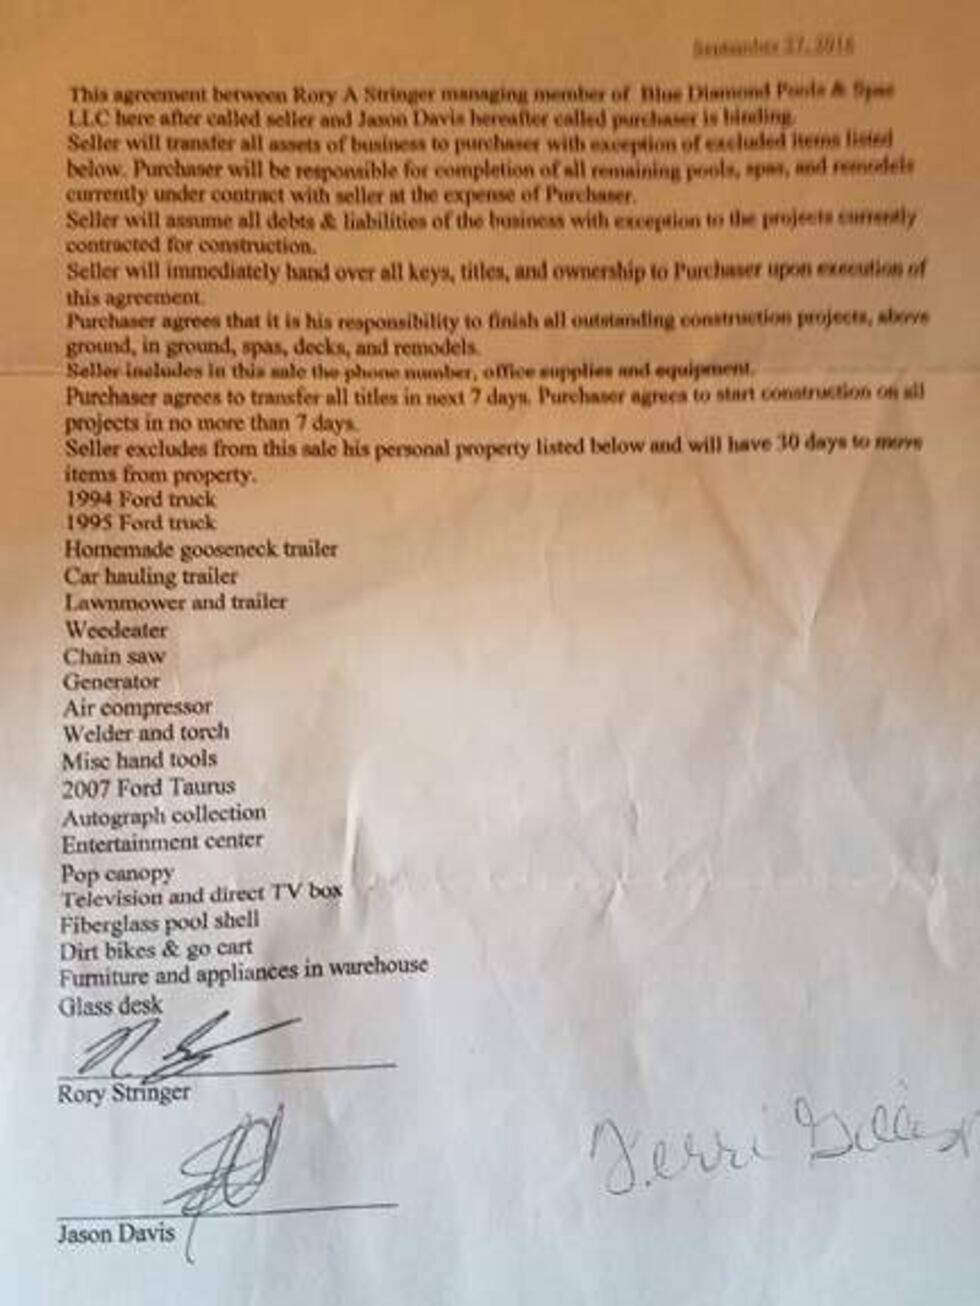 September 27, 2016
This agreement between Rory A Stringer managing member of Blue Diamond Pools & Spas
LLC here after called seller and Jason Davis hereafter called purchaser is binding.
Seller will transfer all assets of business to purchaser with exception of excluded items listed
below. Purchaser will be responsible for completion of all remaining pools, spas, and remodels
currently under contract with seller at the expense of Purchaser.
Seller will assume all debts & liabilities of the business with exception to the projects currently
contracted for construction.
Seller will immediately hand over all keys, titles, and ownership to Purchaser upon execution of
this agreement.
Purchaser agrees that it is his responsibility to finish all outstanding construction projects, above
ground, in ground, spas, decks, and remodels.
Seller includes in this sale the phone number, office supplies and equipment.
Purchaser agrees to transfer all titles in next 7 days. Purchaser agrees to start construction on all
projects in no more than 7 days.
Seller excludes from this sale his personal property listed below and will have 30 days to move
items from property.
1994 Ford truck
1995 Ford truck
Homemade gooseneck trailer
Car hauling trailer
Lawnmower and trailer
Weedeater
Chain saw
Generator
Air compressor
Welder and torch
Misc hand tools
2007 Ford Taurus
Autograph collection
Entertainment center
Pop canopy
Television and direct TV box
Fiberglass pool shell
Dirt bikes & go cart
Furniture and appliances in warehouse
Glass desk
Rory Stringer
Terri
Jason Davis